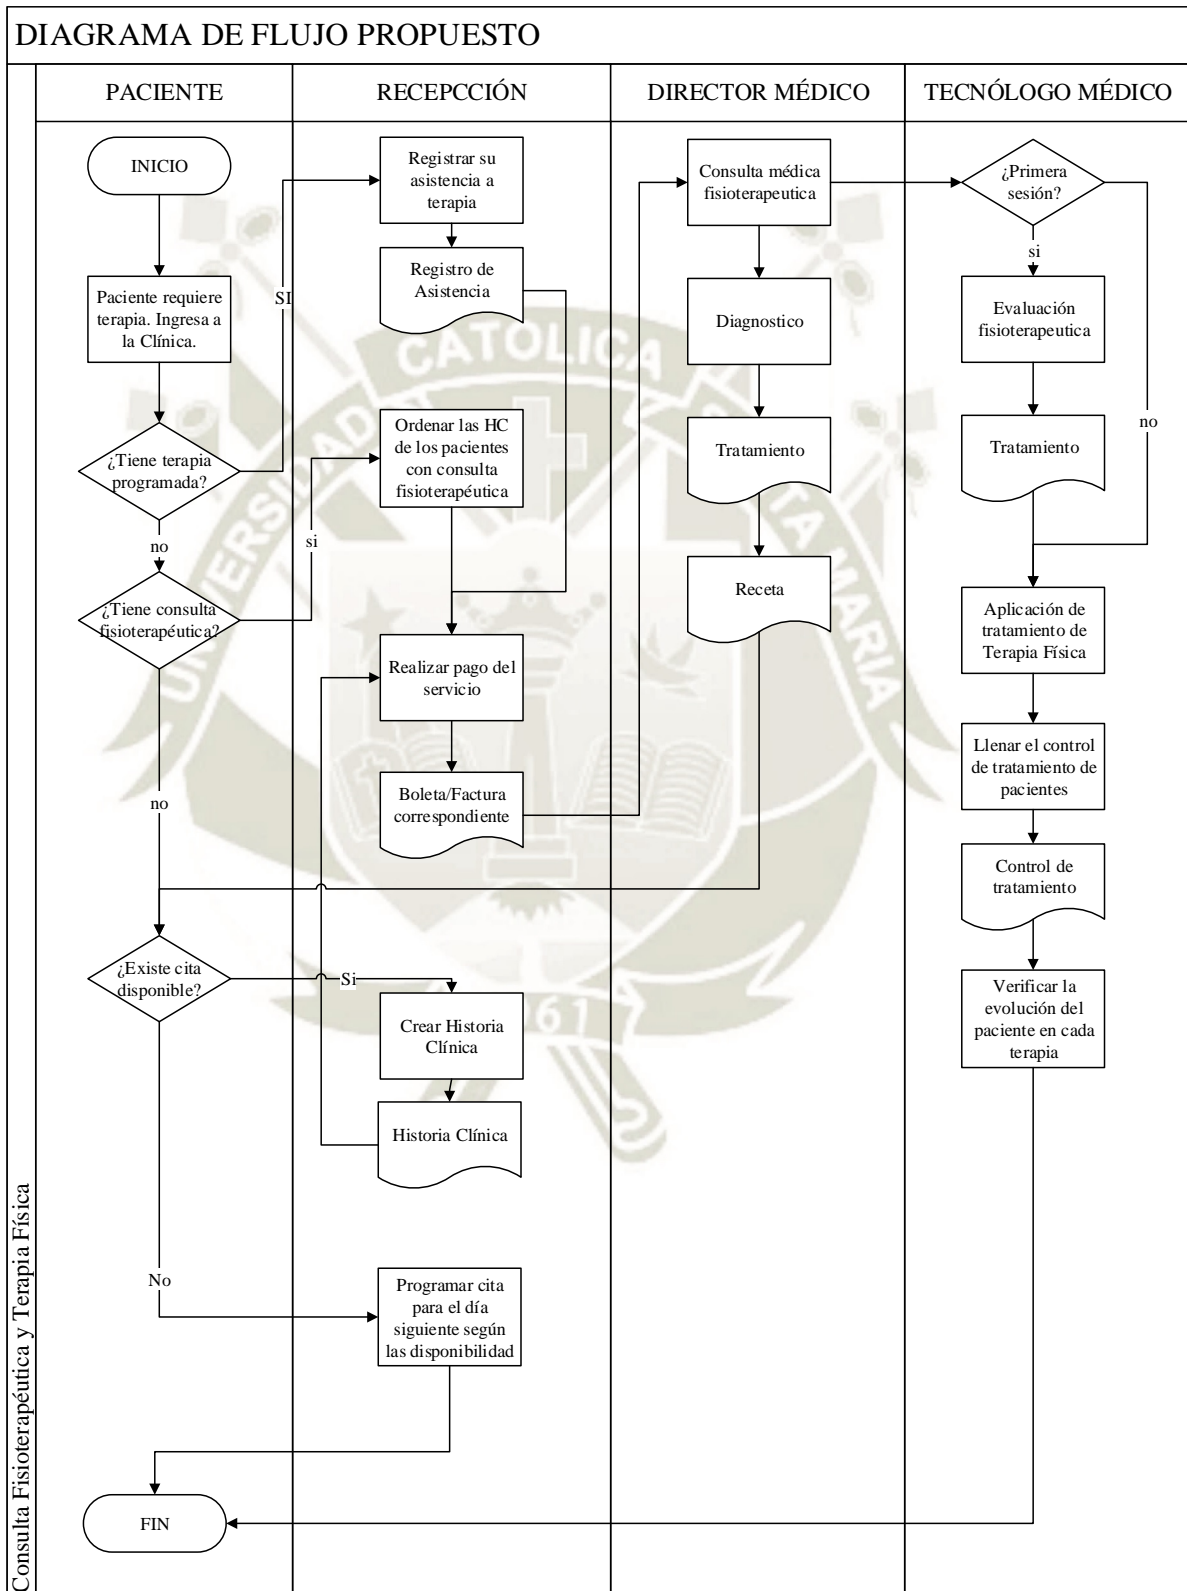 DIAGRAMA DE FLUJO PROPUESTO
PACIENTE
RECEPCCIÓN
DIRECTOR MÉDICO
TECNÓLOGO MÉDICO
Consulta Fisioterapéutica y Terapia Física
INICIO
Paciente requiere
terapia. Ingresa a
la Clínica.
¿Tiene terapia
programada?
SI
no
¿Tiene consulta
fisioterapéutica?
si
no
¿Existe cita
disponible?
Si
No
FIN
Registrar su
asistencia a
terapia
Registro de
Asistencia
Ordenar las HC
de los pacientes
con consulta
fisioterapéutica
Realizar pago del
servicio
Boleta/Factura
correspondiente
Crear Historia
Clínica
Historia Clínica
Programar cita
para el día
siguiente según
las disponibilidad
Consulta médica
fisioterapeutica
Diagnostico
Tratamiento
Receta
¿Primera
sesión?
si
no
Evaluación
fisioterapeutica
Tratamiento
Aplicación de
tratamiento de
Terapia Física
Llenar el control
de tratamiento de
pacientes
Control de
tratamiento
Verificar la
evolución del
paciente en cada
terapia
UNIVERSIDAD
CATOLICA
TA MARIA
961